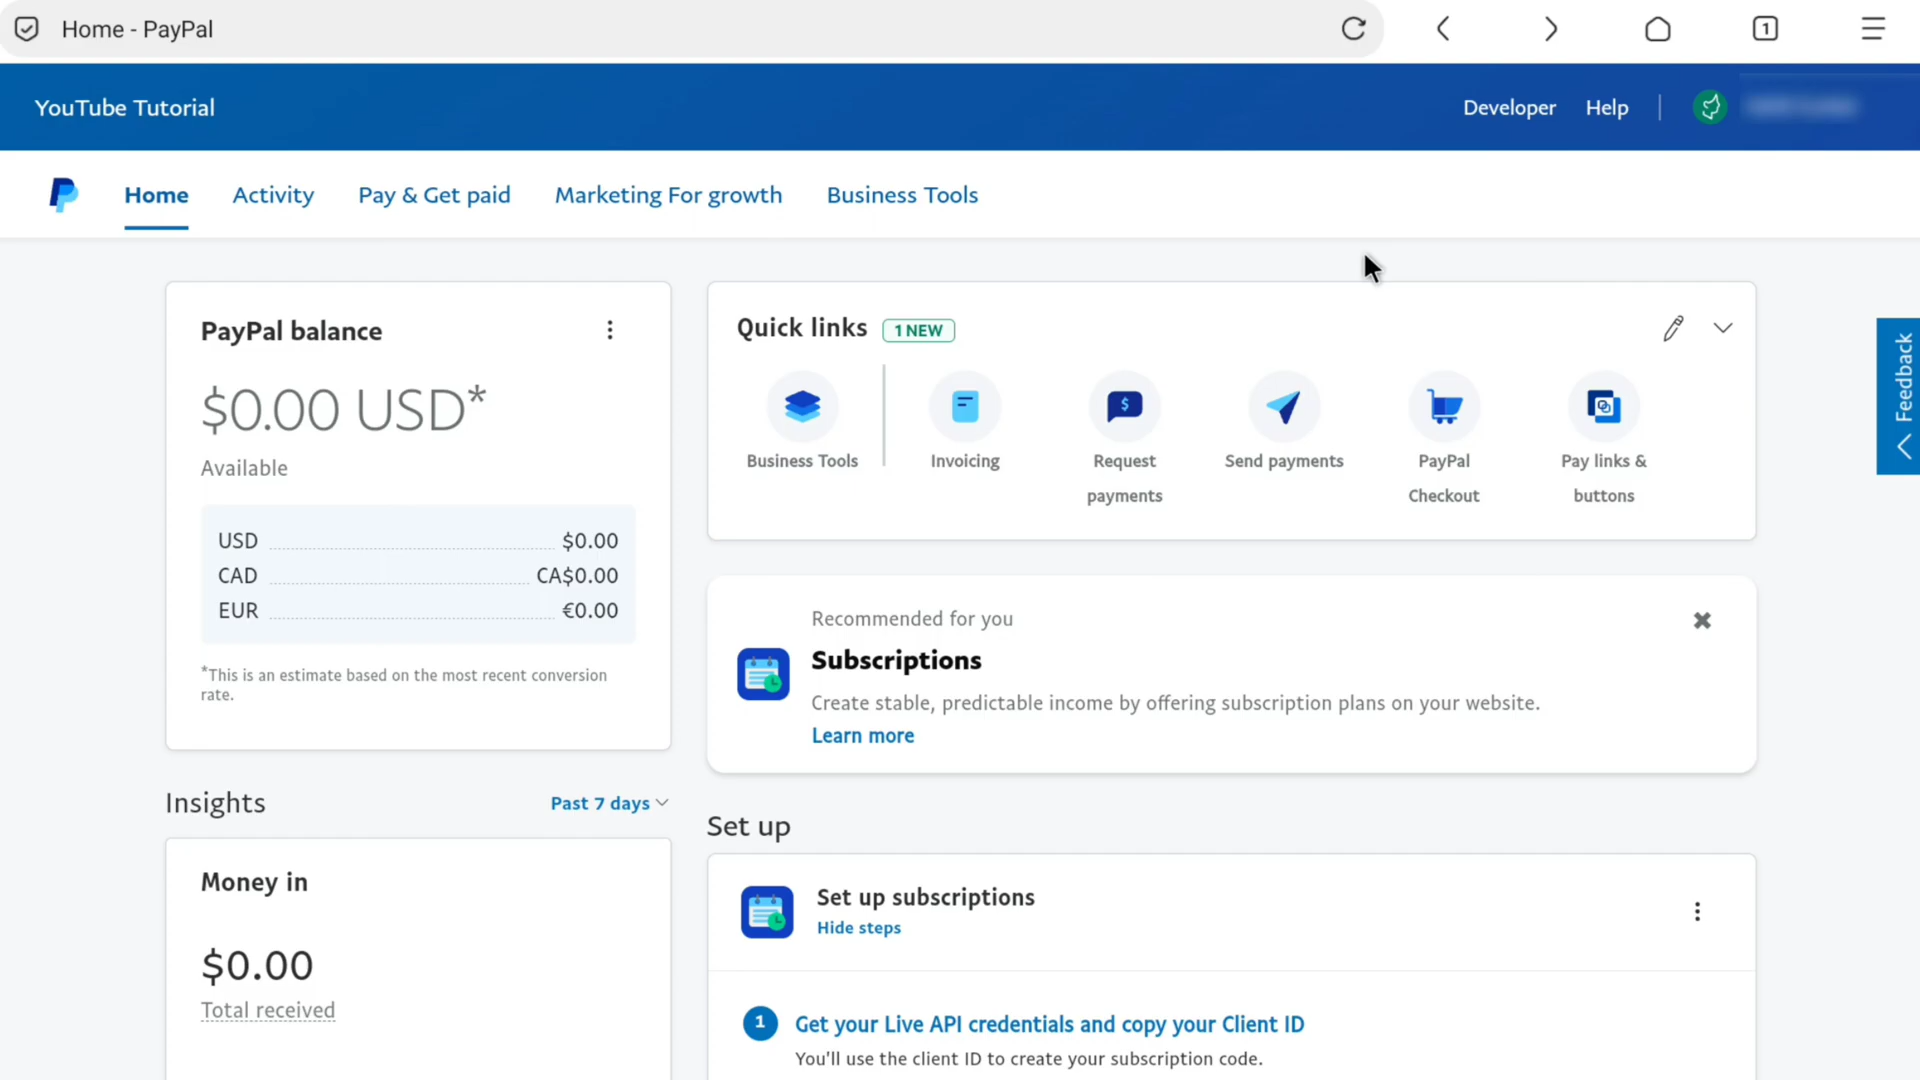 Home - PayPal
1
YouTube Tutorial
Developer
Help
Home
Activity
Pay & Get paid
Marketing For growth
Business Tools
PayPal balance
$0.00 USD*
Available
USD $0.00
CAD CA$0.00
EUR €0.00
*This is an estimate based on the most recent conversion
rate.
Insights
Past 7 days
Money in
$0.00
Total received
Quick links
1 NEW
Business Tools
Invoicing
Request
payments
Send payments
PayPal
Checkout
Pay links &
buttons
Recommended for you
Subscriptions
Create stable, predictable income by offering subscription plans on your website.
Learn more
Set up
Set up subscriptions
Hide steps
1
Get your Live API credentials and copy your Client ID
You'll use the client ID to create your subscription code.
Feedback